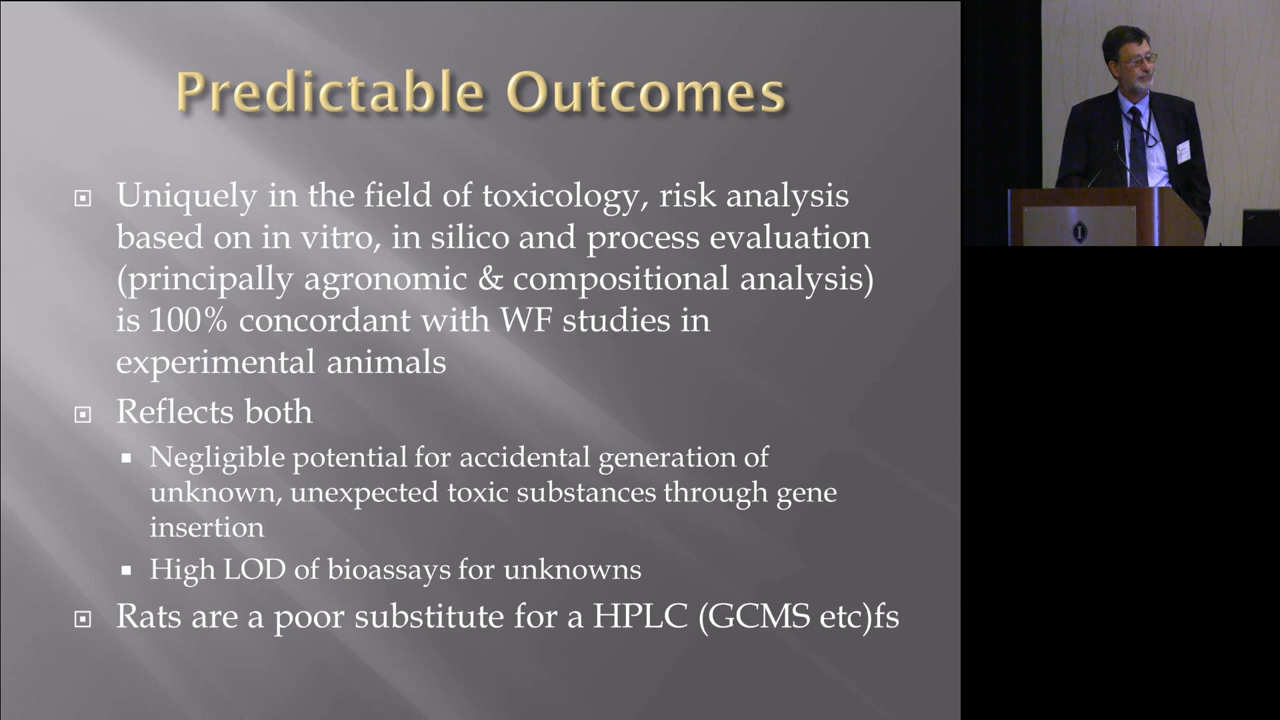 Predictable Outcomes
Uniquely in the field of toxicology, risk analysis
based on in vitro, in silico and process evaluation
(principally agronomic & compositional analysis)
is 100% concordant with WF studies in
experimental animals
Reflects both
Negligible potential for accidental generation of
unknown, unexpected toxic substances through gene
insertion
High LOD of bioassays for unknowns
Rats are a poor substitute for a HPLC (GCMS etc)fs